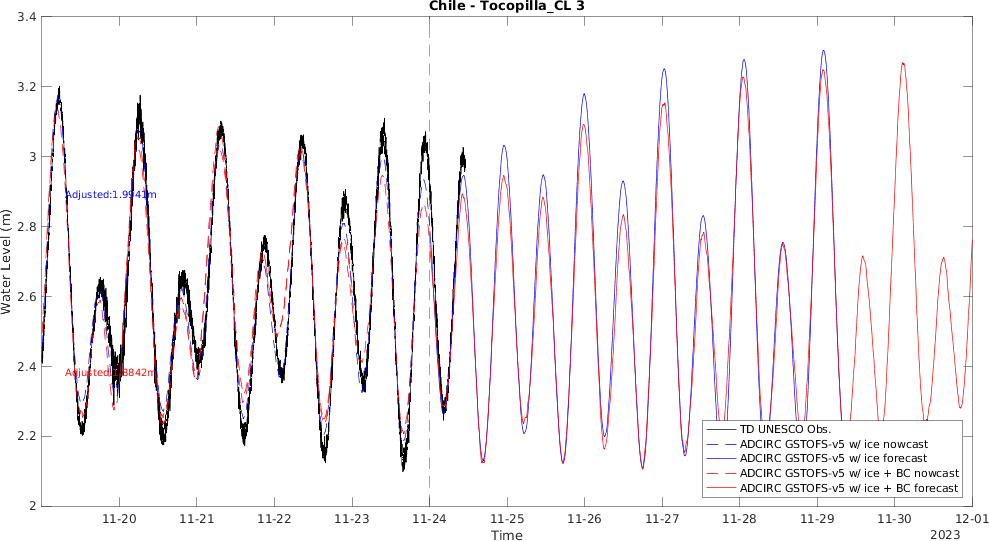 Chile - Tocopilla_CL 3
3.4
3.2
3
2.8
2.6
2.4
2.2
2
Water Level (m)
Adjusted:1.9941m
Adjusted:1.8842m
TD UNESCO Obs.
ADCIRC GSTOFS-v5 w/ ice nowcast
ADCIRC GSTOFS-v5 w/ ice forecast
ADCIRC GSTOFS-v5 w/ ice + BC nowcast
ADCIRC GSTOFS-v5 w/ ice + BC forecast
11-20 11-21 11-22 11-23 11-24 11-25 11-26 11-27 11-28 11-29 11-30 12-01
Time
2023